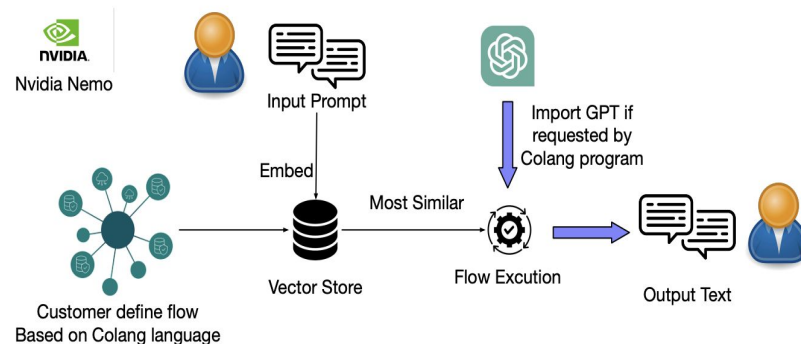 NVIDIA.
Nvidia Nemo
Input Prompt
Import GPT if
requested by
Colang program
Embed
Most Similar
Vector Store
Flow Excution
Output Text
Customer define flow
Based on Colang language